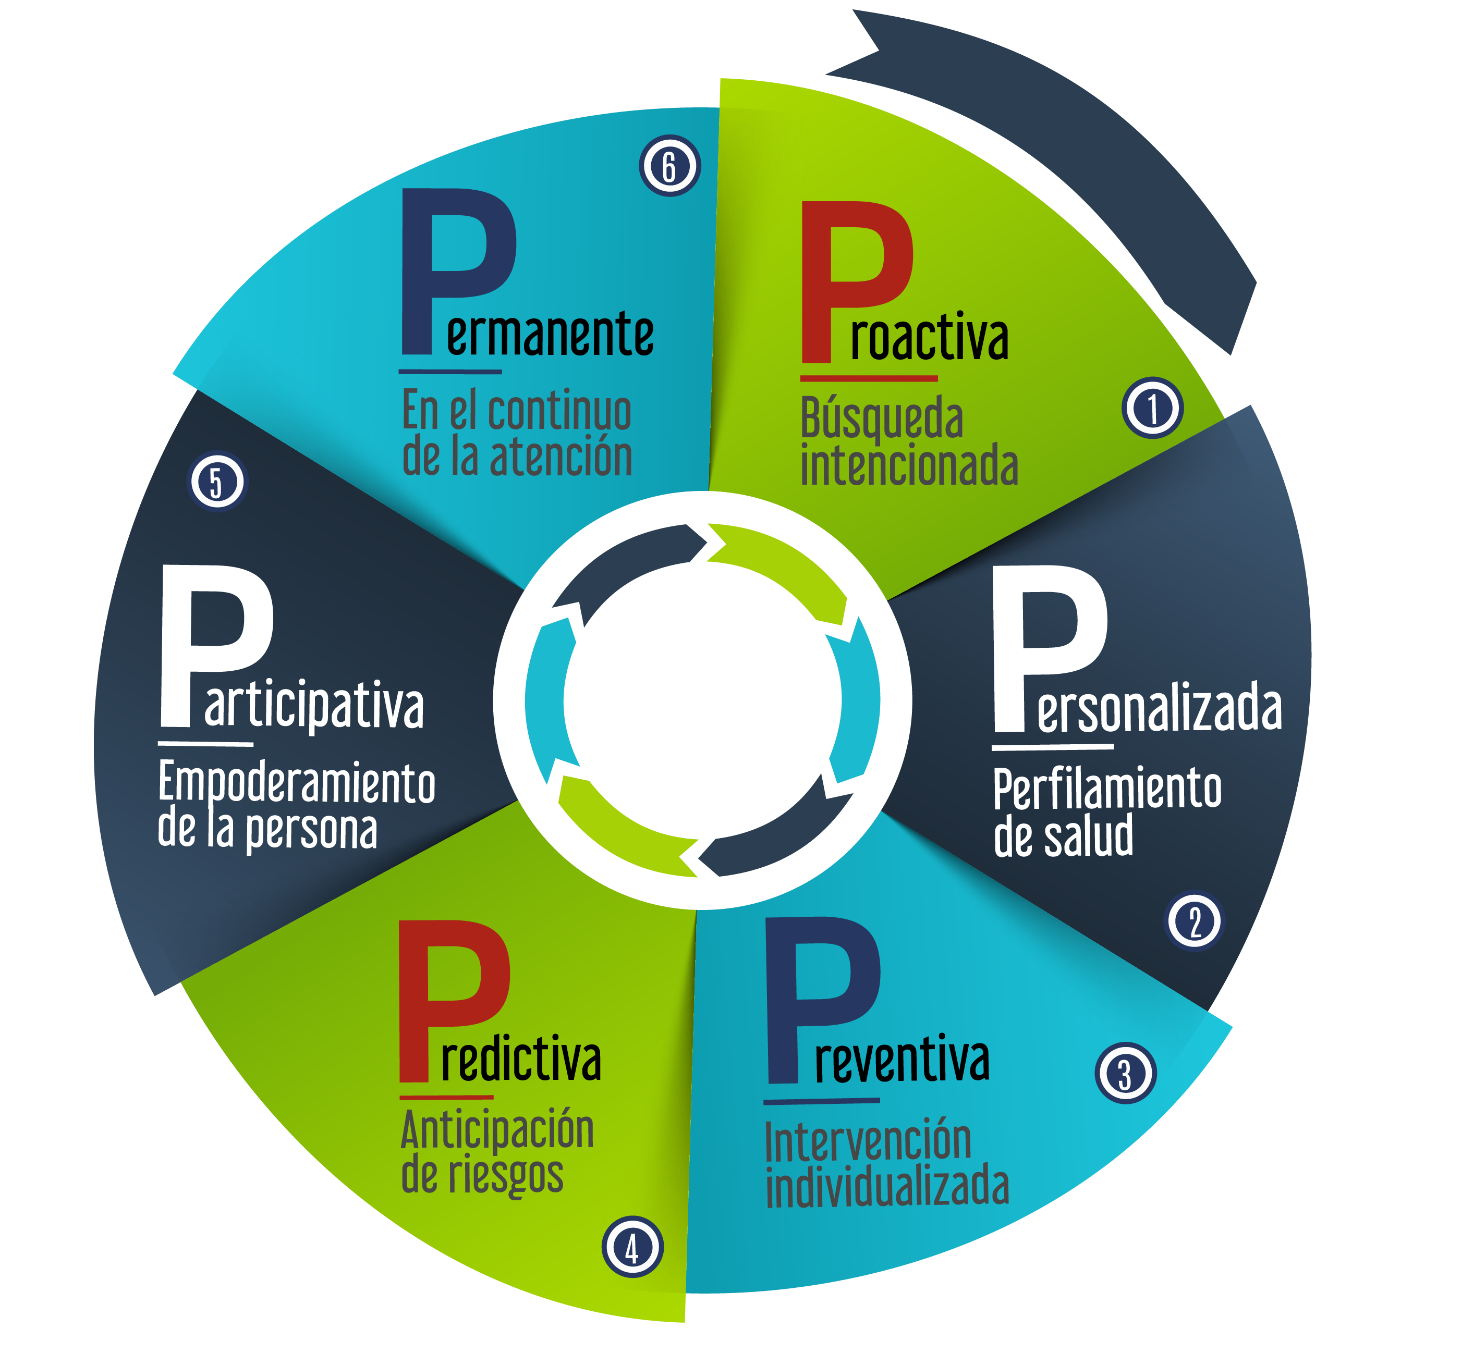 1
Proactiva
Búsqueda
intencionada
2
Personalizada
Perfilamiento
de salud
3
Preventiva
Intervención
individualizada
4
Predictiva
Anticipación
de riesgos
5
Participativa
Empoderamiento
de la persona
6
Permanente
En el continuo
de la atención